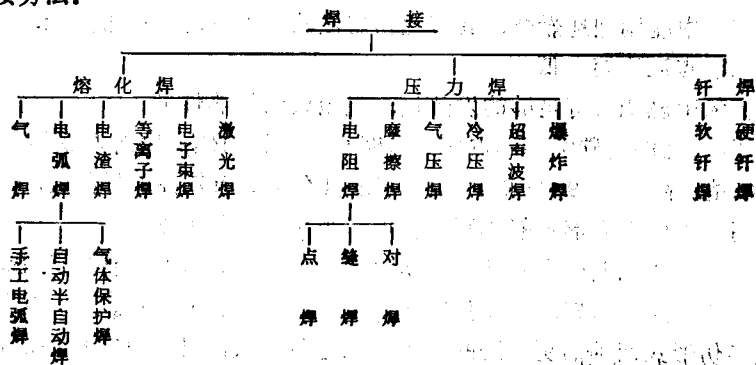 焊接
熔化焊 压力焊 钎焊
气焊 电弧焊 电渣焊 等离子焊 电子束焊 激光焊 电阻焊 摩擦焊 气压焊 冷压焊 超声波焊 爆炸焊 软钎焊 硬钎焊
手工电弧焊 自动半自动焊 气体保护焊 点焊 缝焊 对焊